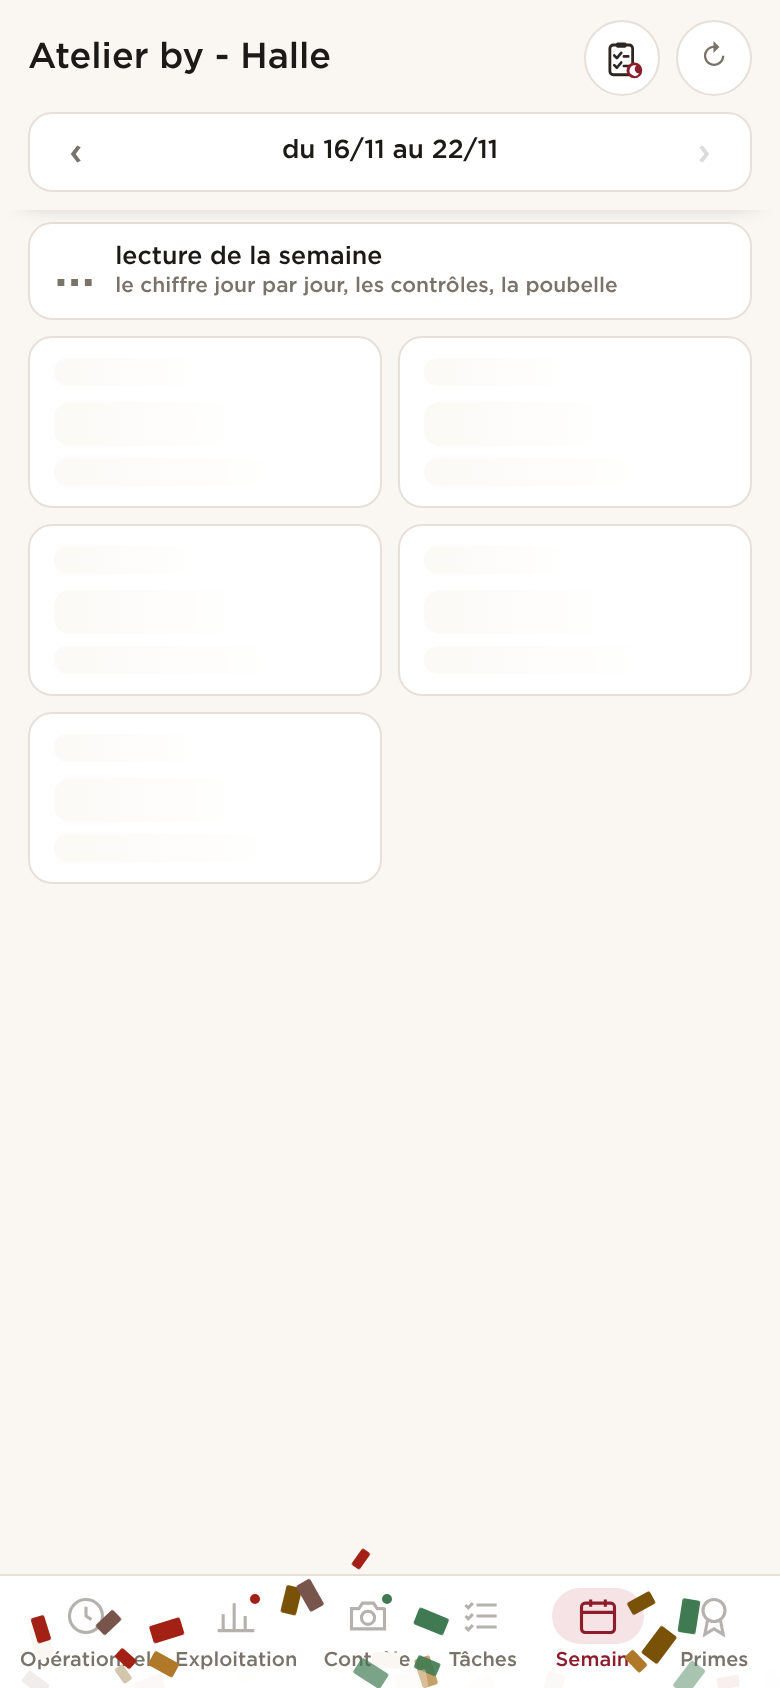 Atelier by - Halle
du 16/11 au 22/11
lecture de la semaine
le chiffre jour par jour, les contrôles, la poubelle
Exploitation
Tâches
Primes